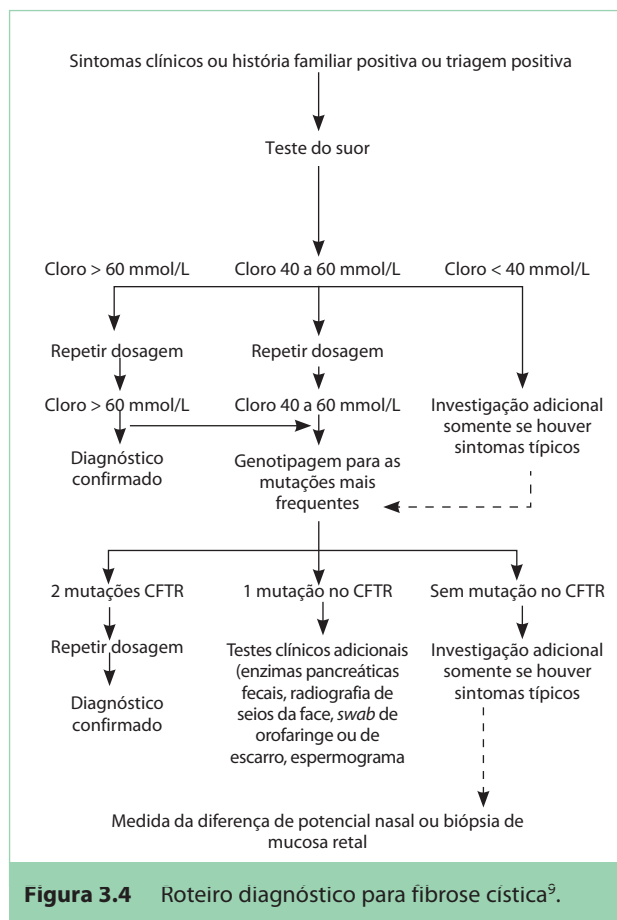 Sintomas clínicos ou história familiar positiva ou triagem positiva
Teste do suor
Cloro > 60 mmol/L
Cloro 40 a 60 mmol/L
Cloro < 40 mmol/L
Repetir dosagem
Repetir dosagem
Cloro > 60 mmol/L
Cloro 40 a 60 mmol/L
Investigação adicional
somente se houver
sintomas típicos
Diagnóstico
confirmado
Genotipagem para as
mutações mais
frequentes
2 mutações CFTR
1 mutação no CFTR
Sem mutação no CFTR
Repetir dosagem
Diagnóstico
confirmado
Testes clínicos adicionais
(enzimas pancreáticas
fecais, radiografia de
seios da face, swab de
orofaringe ou de
escarro, espermograma
Investigação adicional
somente se houver
sintomas típicos
Medida da diferença de potencial nasal ou biópsia de
mucosa retal
Figura 3.4 Roteiro diagnóstico para fibrose cística⁹.